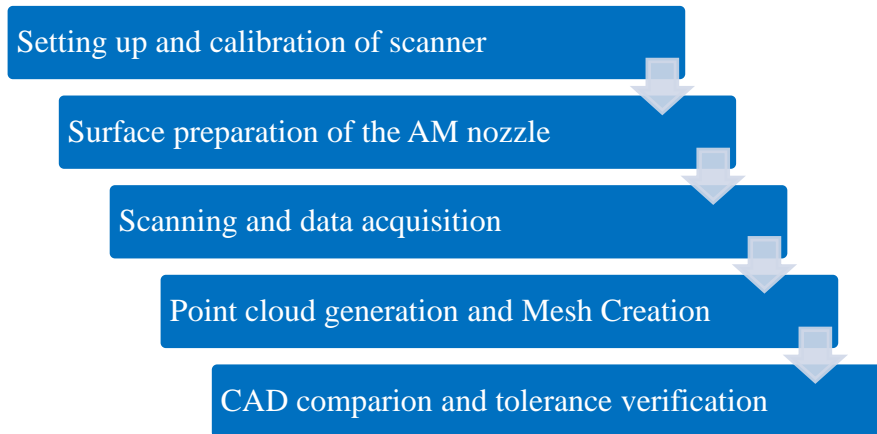 Setting up and calibration of scanner
Surface preparation of the AM nozzle
Scanning and data acquisition
Point cloud generation and Mesh Creation
CAD comparion and tolerance verification